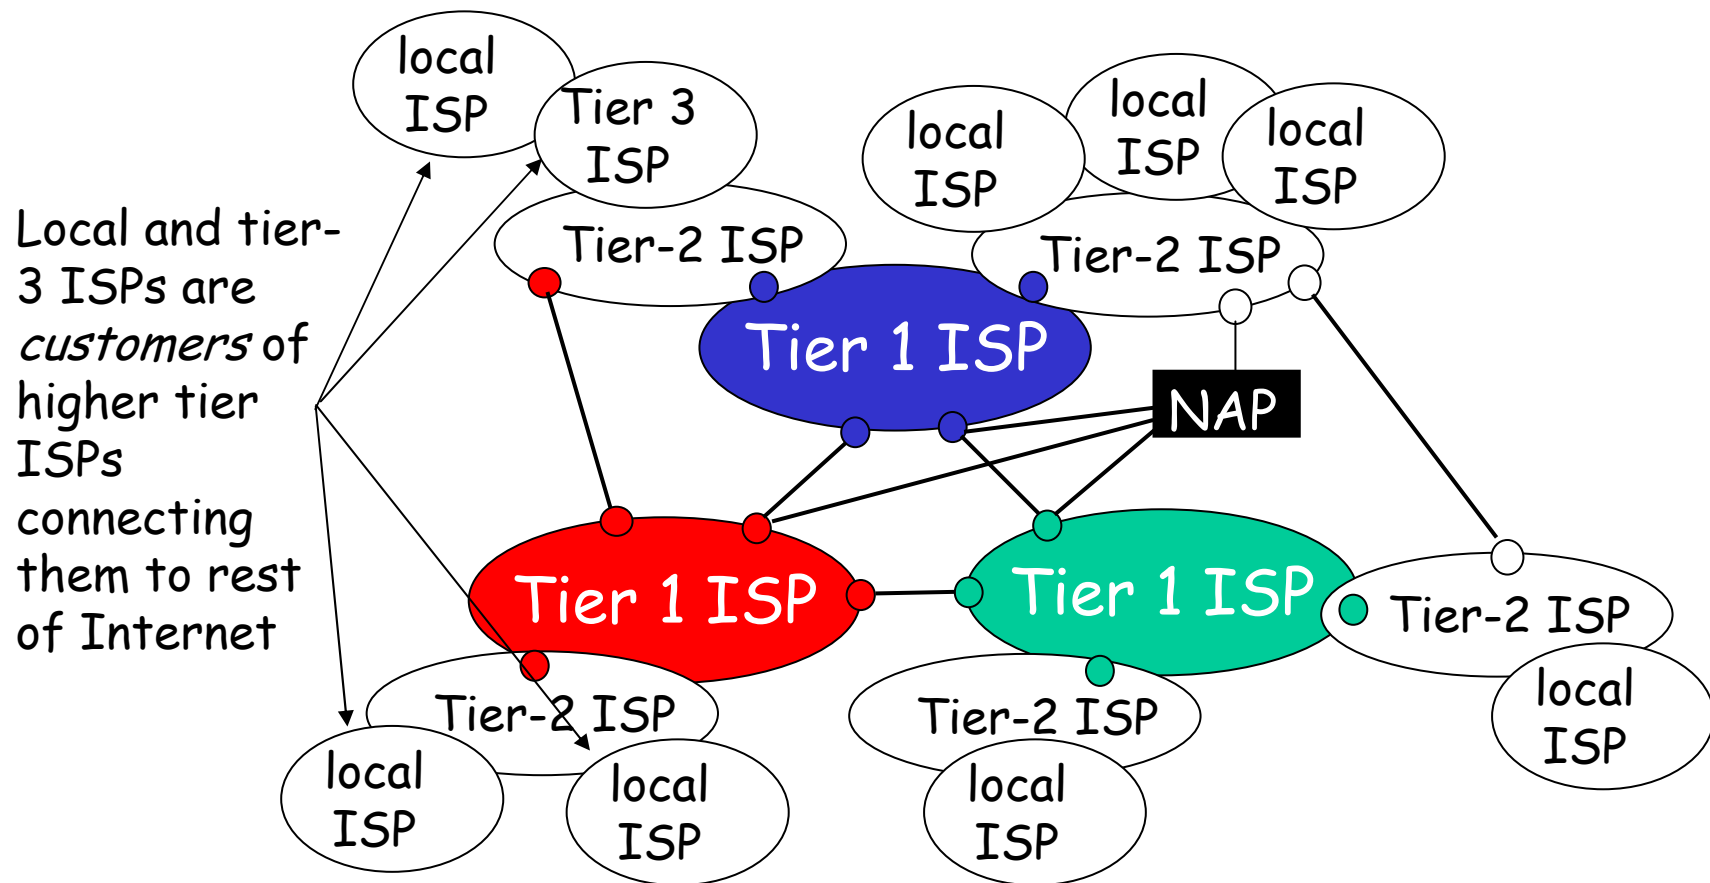 local
ISP
Tier 3
ISP
local
ISP
local
ISP
local
ISP
Local and tier-
3 ISPs are
customers of
higher tier
ISPs
connecting
them to rest
of Internet
Tier-2 ISP
Tier-2 ISP
Tier 1 ISP
NAP
Tier 1 ISP
Tier 1 ISP
Tier-2 ISP
local
ISP
Tier-2 ISP
local
ISP
local
ISP
Tier-2 ISP
local
ISP